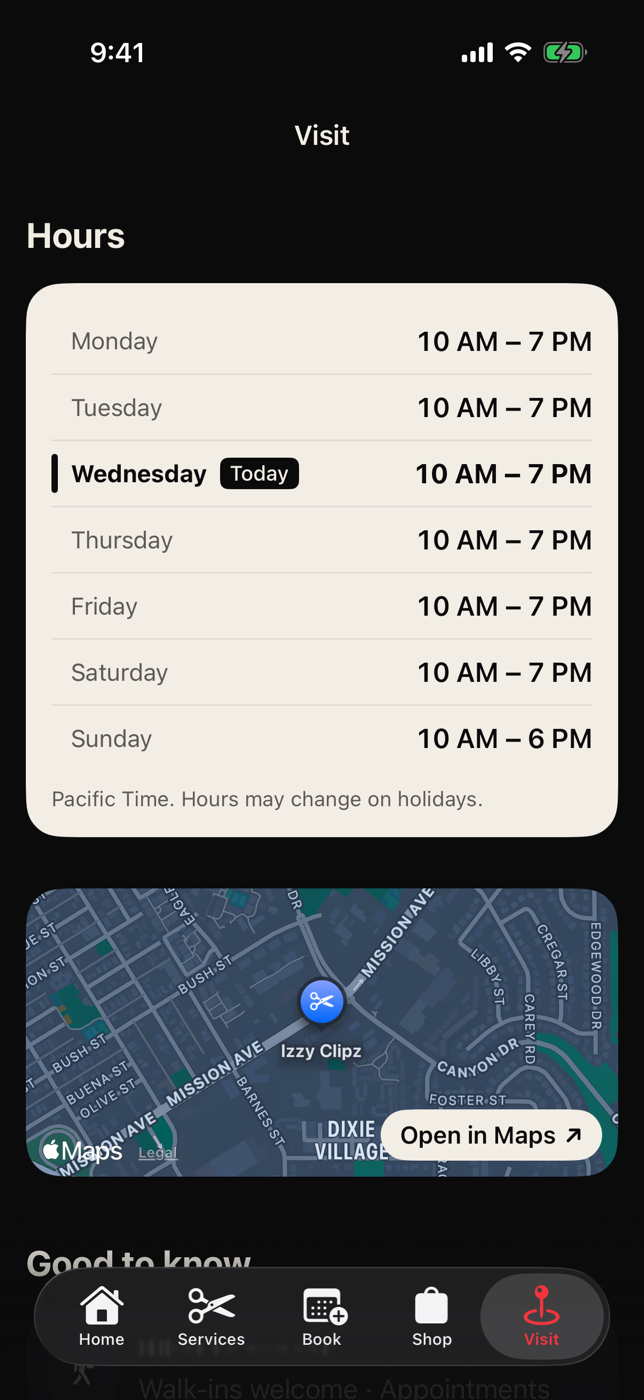 9:41
Visit
Hours
Monday 10 AM – 7 PM
Tuesday 10 AM – 7 PM
Wednesday Today 10 AM – 7 PM
Thursday 10 AM – 7 PM
Friday 10 AM – 7 PM
Saturday 10 AM – 7 PM
Sunday 10 AM – 6 PM
Pacific Time. Hours may change on holidays.
DR
MISSION AVE
EDGEWOOD DR
CREGAR ST
LIBBY ST
BUSH ST
CAREY RD
Izzy Clipz
BUSH ST
CANYON DR
BUENA ST
OLIVE ST
MISSION AVE
BARNES ST
FOSTER ST
MISSION AVE
DIXIE
VILLAGE
Open in Maps
Maps Legal
Good to know
Home Services Book Shop Visit
Walk-ins welcome · Appointments